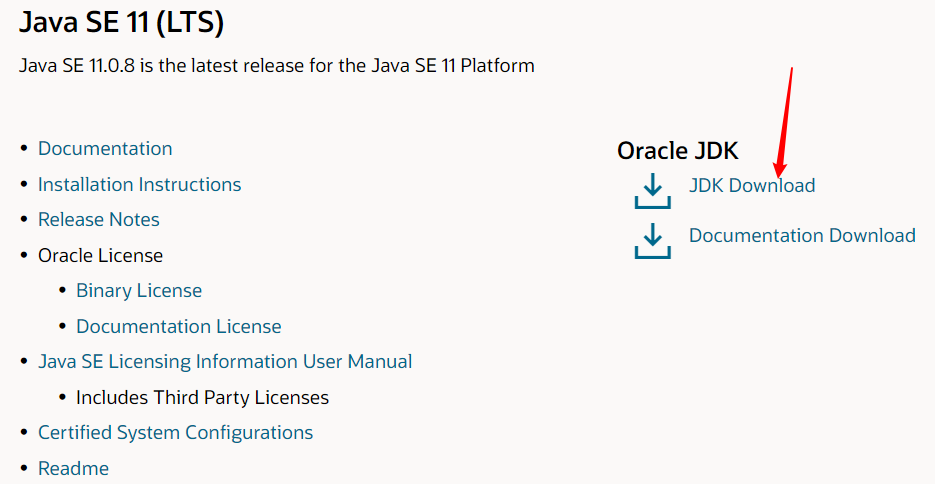 Java SE 11 (LTS)
Java SE 11.0.8 is the latest release for the Java SE 11 Platform
• Documentation
• Installation Instructions
• Release Notes
• Oracle License
• Binary License
• Documentation License
• Java SE Licensing Information User Manual
• Includes Third Party Licenses
• Certified System Configurations
• Readme
Oracle JDK
JDK Download
Documentation Download